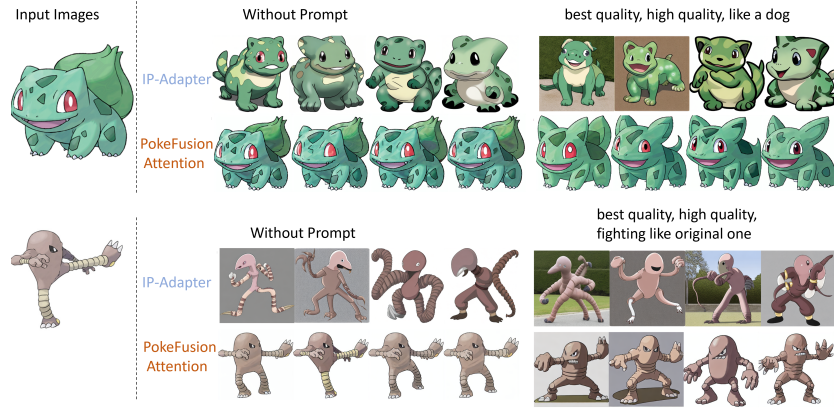 Input Images
Without Prompt
best quality, high quality, like a dog
IP-Adapter
PokeFusion
Attention
Without Prompt
best quality, high quality,
fighting like original one
IP-Adapter
PokeFusion
Attention